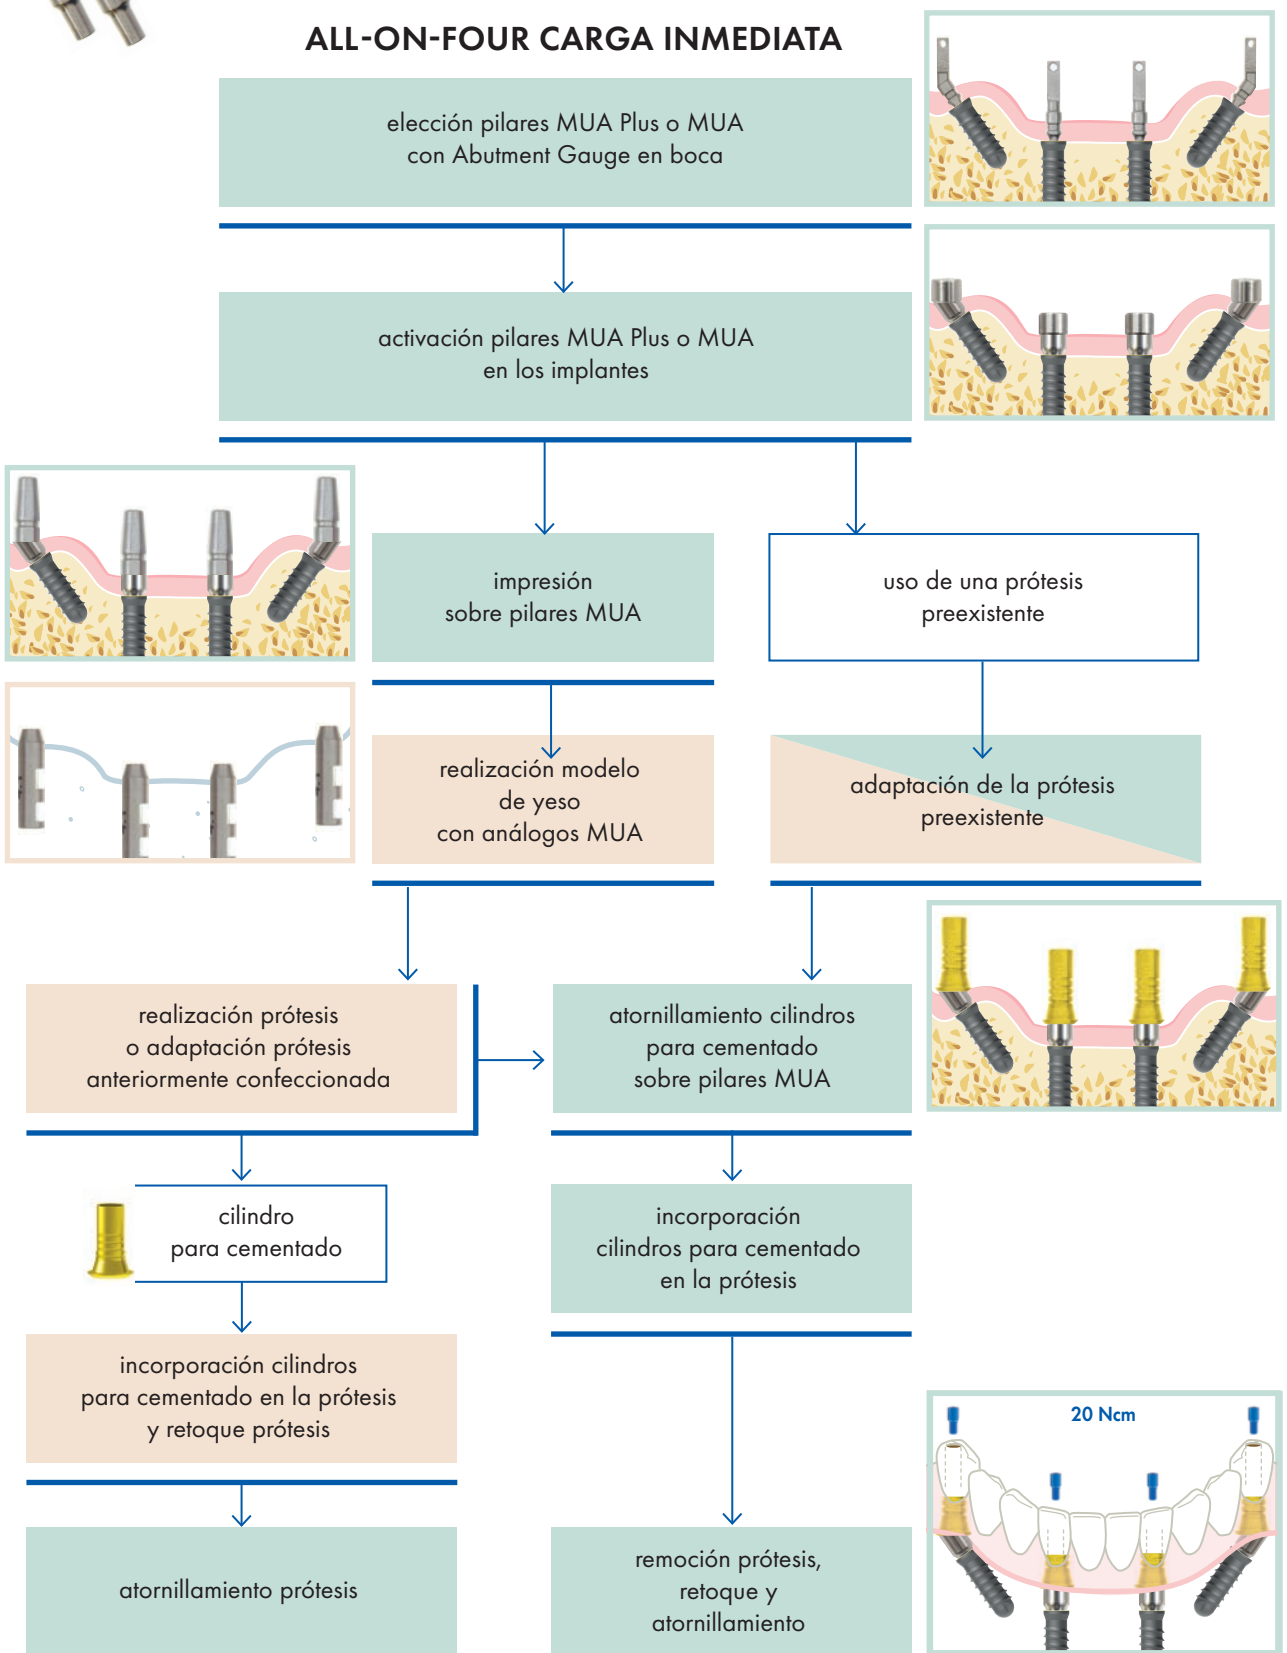 ALL-ON-FOUR CARGA INMEDIATA
elección pilares MUA Plus o MUA
con Abutment Gauge en boca
activación pilares MUA Plus o MUA
en los implantes
impresión
sobre pilares MUA
uso de una prótesis
preexistente
realización modelo
de yeso
con análogos MUA
adaptación de la prótesis
preexistente
realización prótesis
o adaptación prótesis
anteriormente confeccionada
atornillamiento cilindros
para cementado
sobre pilares MUA
cilindro
para cementado
incorporación
cilindros para cementado
en la prótesis
incorporación cilindros
para cementado en la prótesis
y retoque prótesis
20 Ncm
atornillamiento prótesis
remoción prótesis,
retoque y
atornillamiento